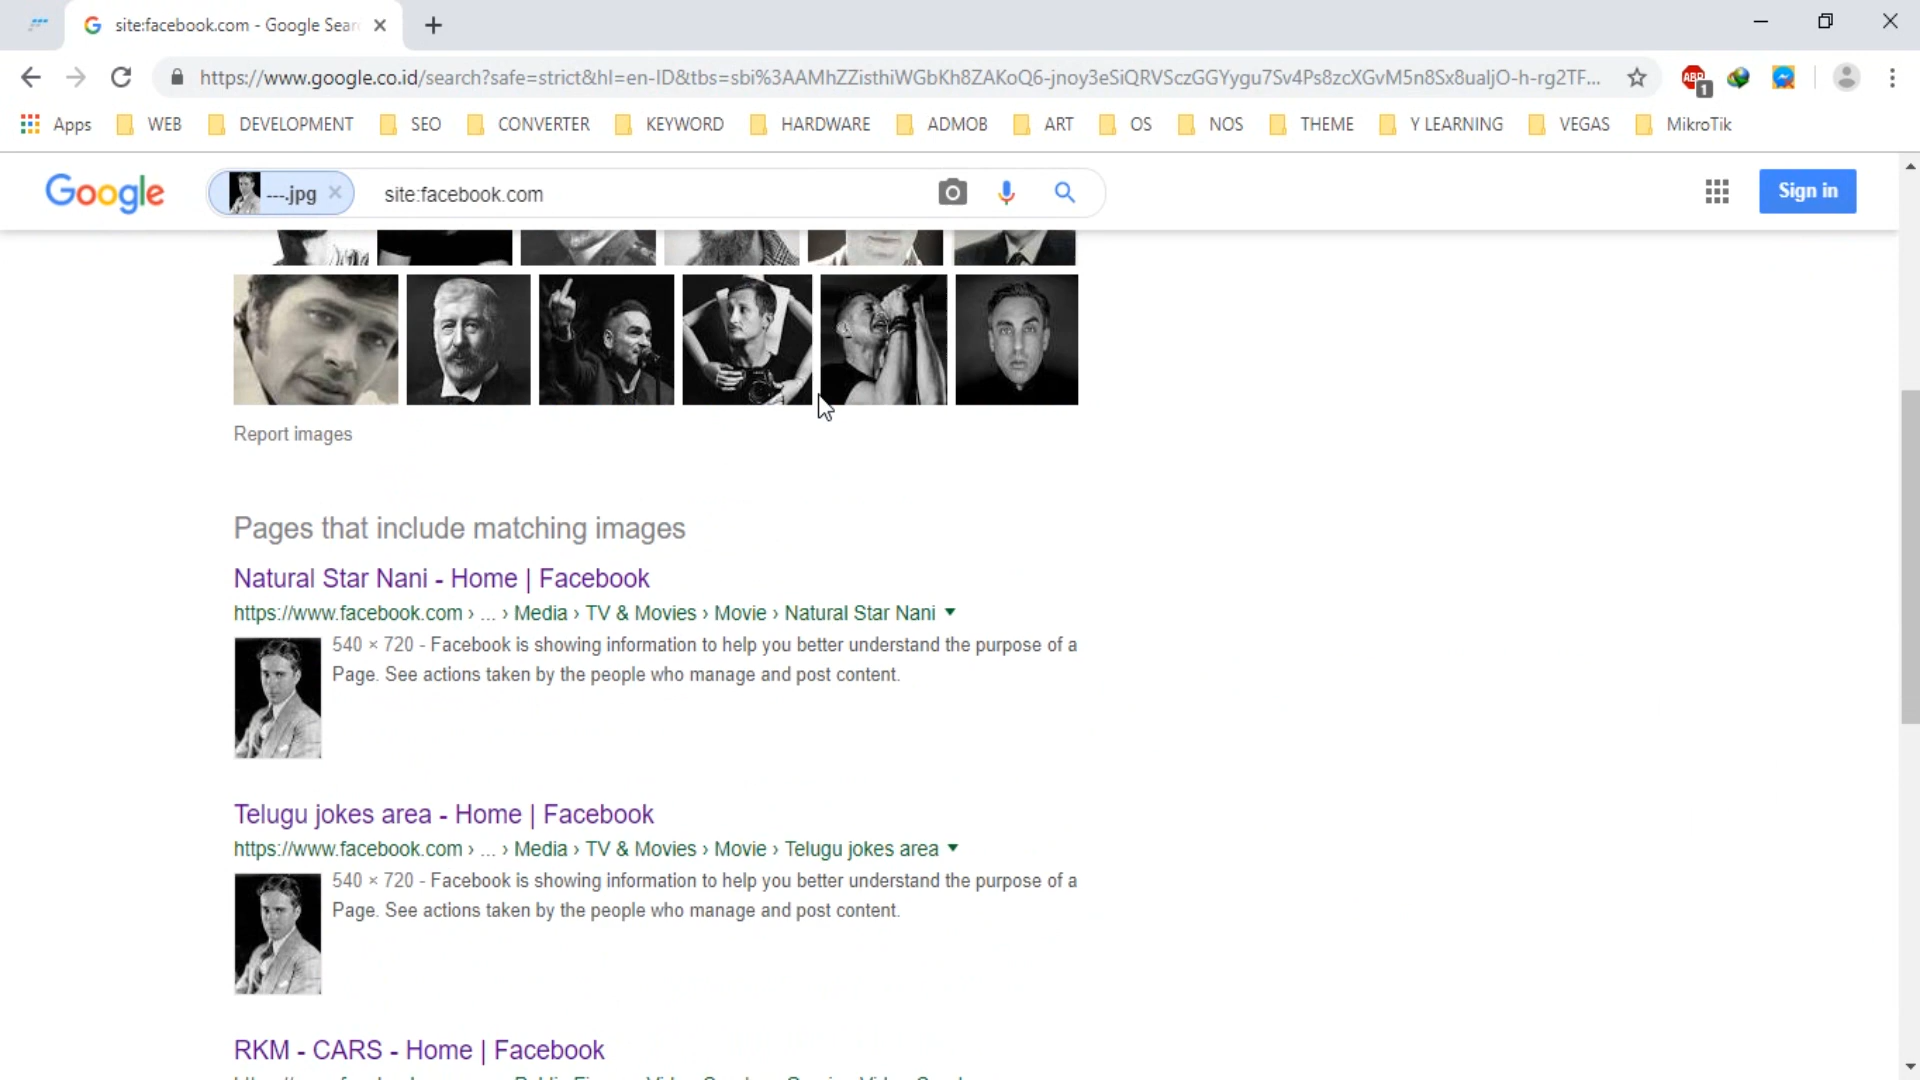 site:facebook.com - Google Sear
https://www.google.co.id/search?safe=strict&hl=en-ID&tbs=sbi%3AAMhZZisthiWGbKh8ZAKoQ6-jnoy3eSiQRVSczGGYygu7Sv4Ps8zcXGvM5n8Sx8ualjO-h-rg2TF...
ABP
1
Apps WEB DEVELOPMENT SEO CONVERTER KEYWORD HARDWARE ADMOB ART OS NOS THEME Y LEARNING VEGAS MikroTik
Google ---.jpg site:facebook.com Sign in
Report images
Pages that include matching images
Natural Star Nani - Home | Facebook
https://www.facebook.com › ... › Media › TV & Movies › Movie › Natural Star Nani
540 × 720 - Facebook is showing information to help you better understand the purpose of a
Page. See actions taken by the people who manage and post content.
Telugu jokes area - Home | Facebook
https://www.facebook.com › ... › Media › TV & Movies › Movie › Telugu jokes area
540 × 720 - Facebook is showing information to help you better understand the purpose of a
Page. See actions taken by the people who manage and post content.
RKM - CARS - Home | Facebook